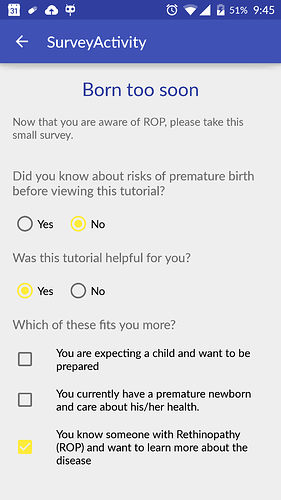 31
51%
9:45
SurveyActivity
Born too soon
Now that you are aware of ROP, please take this
small survey.
Did you know about risks of premature birth
before viewing this tutorial?
Yes No
Was this tutorial helpful for you?
Yes No
Which of these fits you more?
You are expecting a child and want to be
prepared
You currently have a premature newborn
and care about his/her health.
You know someone with Rethinopathy
(ROP) and want to learn more about the
disease